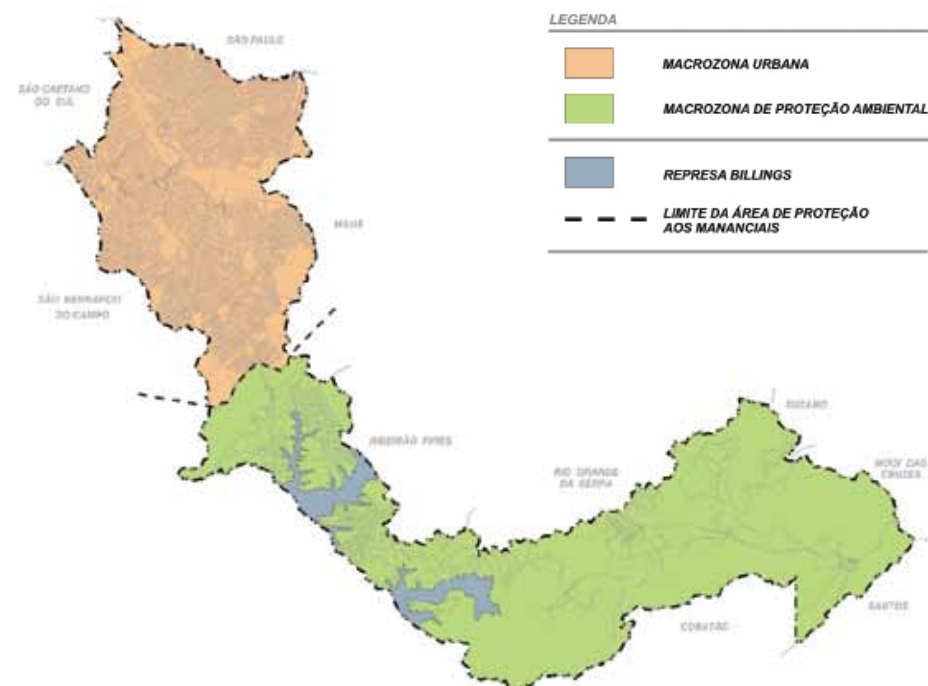 LEGENDA
MACROZONA URBANA
MACROZONA DE PROTEÇÃO AMBIENTAL
REPRESA BILLINGS
LIMITE DA ÁREA DE PROTEÇÃO
AOS MANANCIAIS
SÃO PAULO
SÃO CAETANO
DO SUL
MAUÁ
SÃO BERNARDO
DO CAMPO
RIBEIRÃO PIRES
RIO GRANDE
DA SERRA
SUZANO
MOGI DAS
CRUZES
SANTOS
CUBATÃO